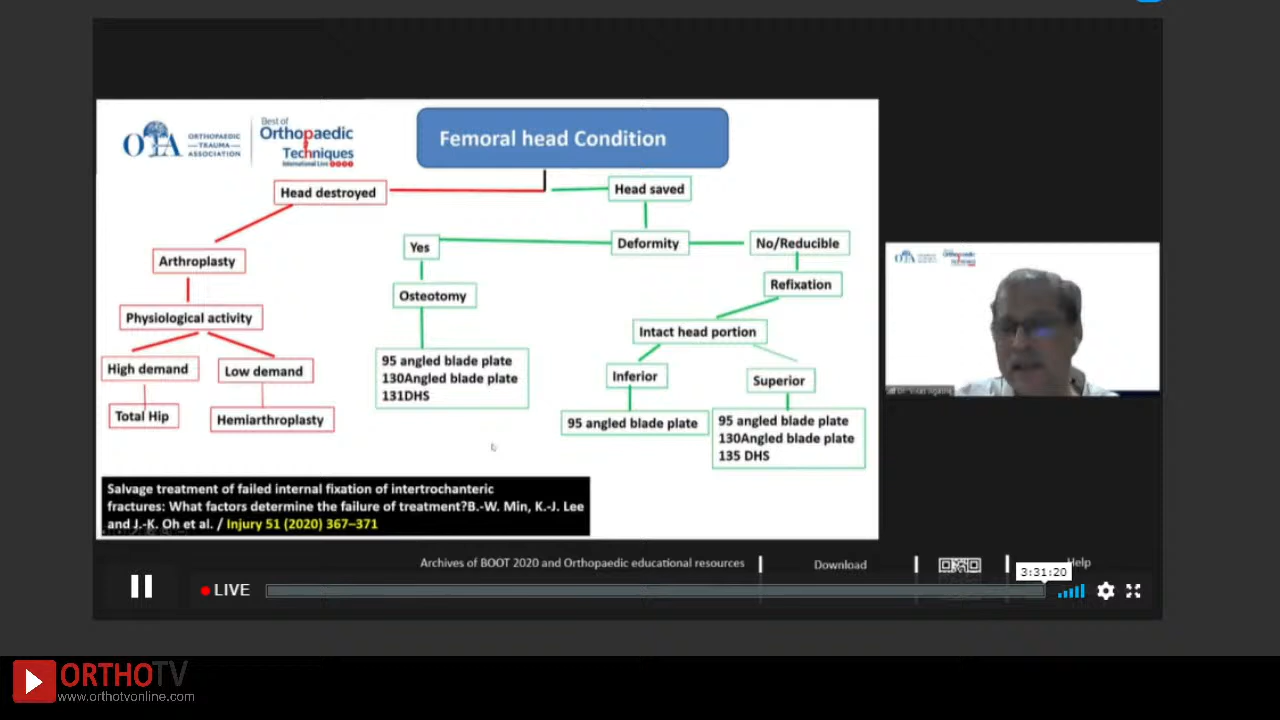 OTA
ORTHOPAEDIC
TRAUMA
ASSOCIATION
Best of
Orthopaedic
Techniques
International Live
Femoral head Condition
Head destroyed
Head saved
Yes
Deformity
No/Reducible
Arthroplasty
Refixation
Osteotomy
Physiological activity
Intact head portion
High demand
Low demand
95 angled blade plate
130Angled blade plate
131DHS
Inferior
Superior
Total Hip
Hemiarthroplasty
95 angled blade plate
95 angled blade plate
130Angled blade plate
135 DHS
Salvage treatment of failed internal fixation of intertrochanteric
fractures: What factors determine the failure of treatment?B.-W. Min, K.-J. Lee
and J.-K. Oh et al. / Injury 51 (2020) 367–371
Archives of BOOT 2020 and Orthopaedic educational resources
Download
Help
3:31:20
LIVE
ORTHOTV
www.orthotvonline.com